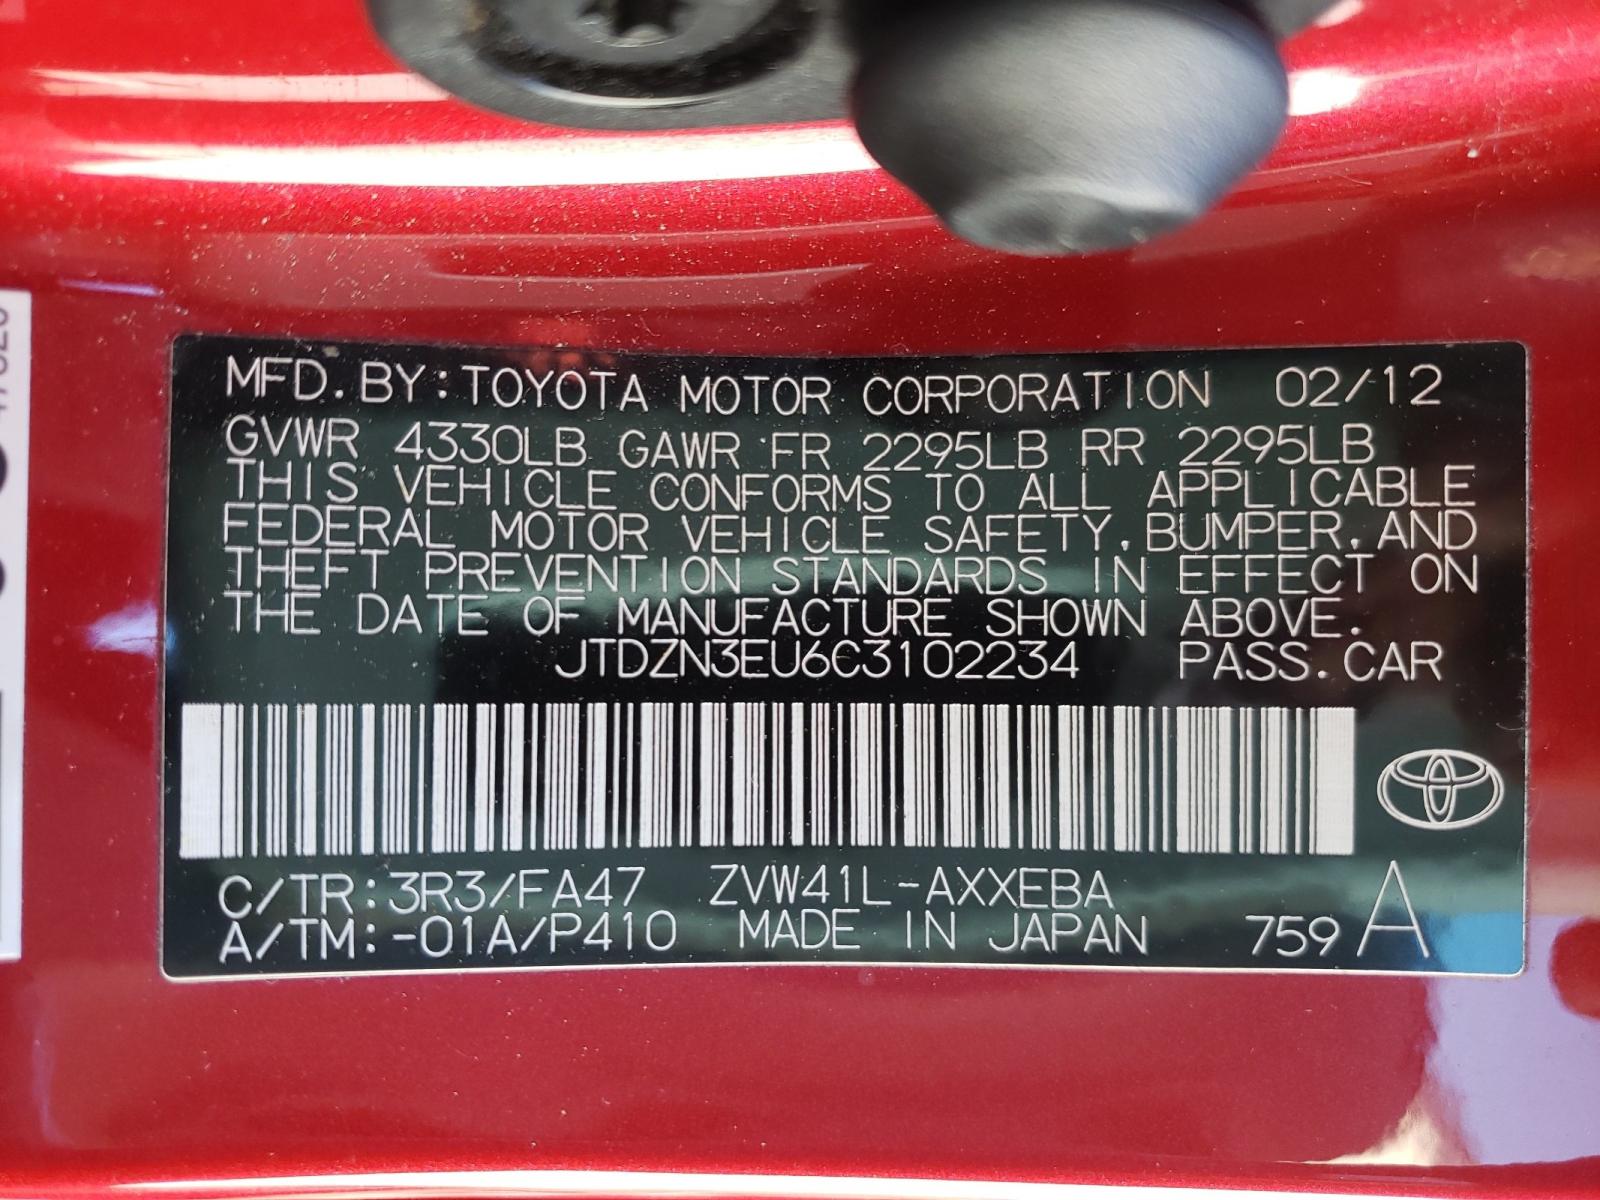 MFD. BY: TOYOTA MOTOR CORPORATION 02/12
GVWR 4330LB GAWR FR 2295LB RR 2295LB
THIS VEHICLE CONFORMS TO ALL APPLICABLE
FEDERAL MOTOR VEHICLE SAFETY, BUMPER, AND
THEFT PREVENTION STANDARDS IN EFFECT ON
THE DATE OF MANUFACTURE SHOWN ABOVE.
JTDZN3EU6C3102234 PASS. CAR
C/TR: 3R3/FA47 ZVW41L-AXXEBA
A/TM: -01A/P410 MADE IN JAPAN 759 A